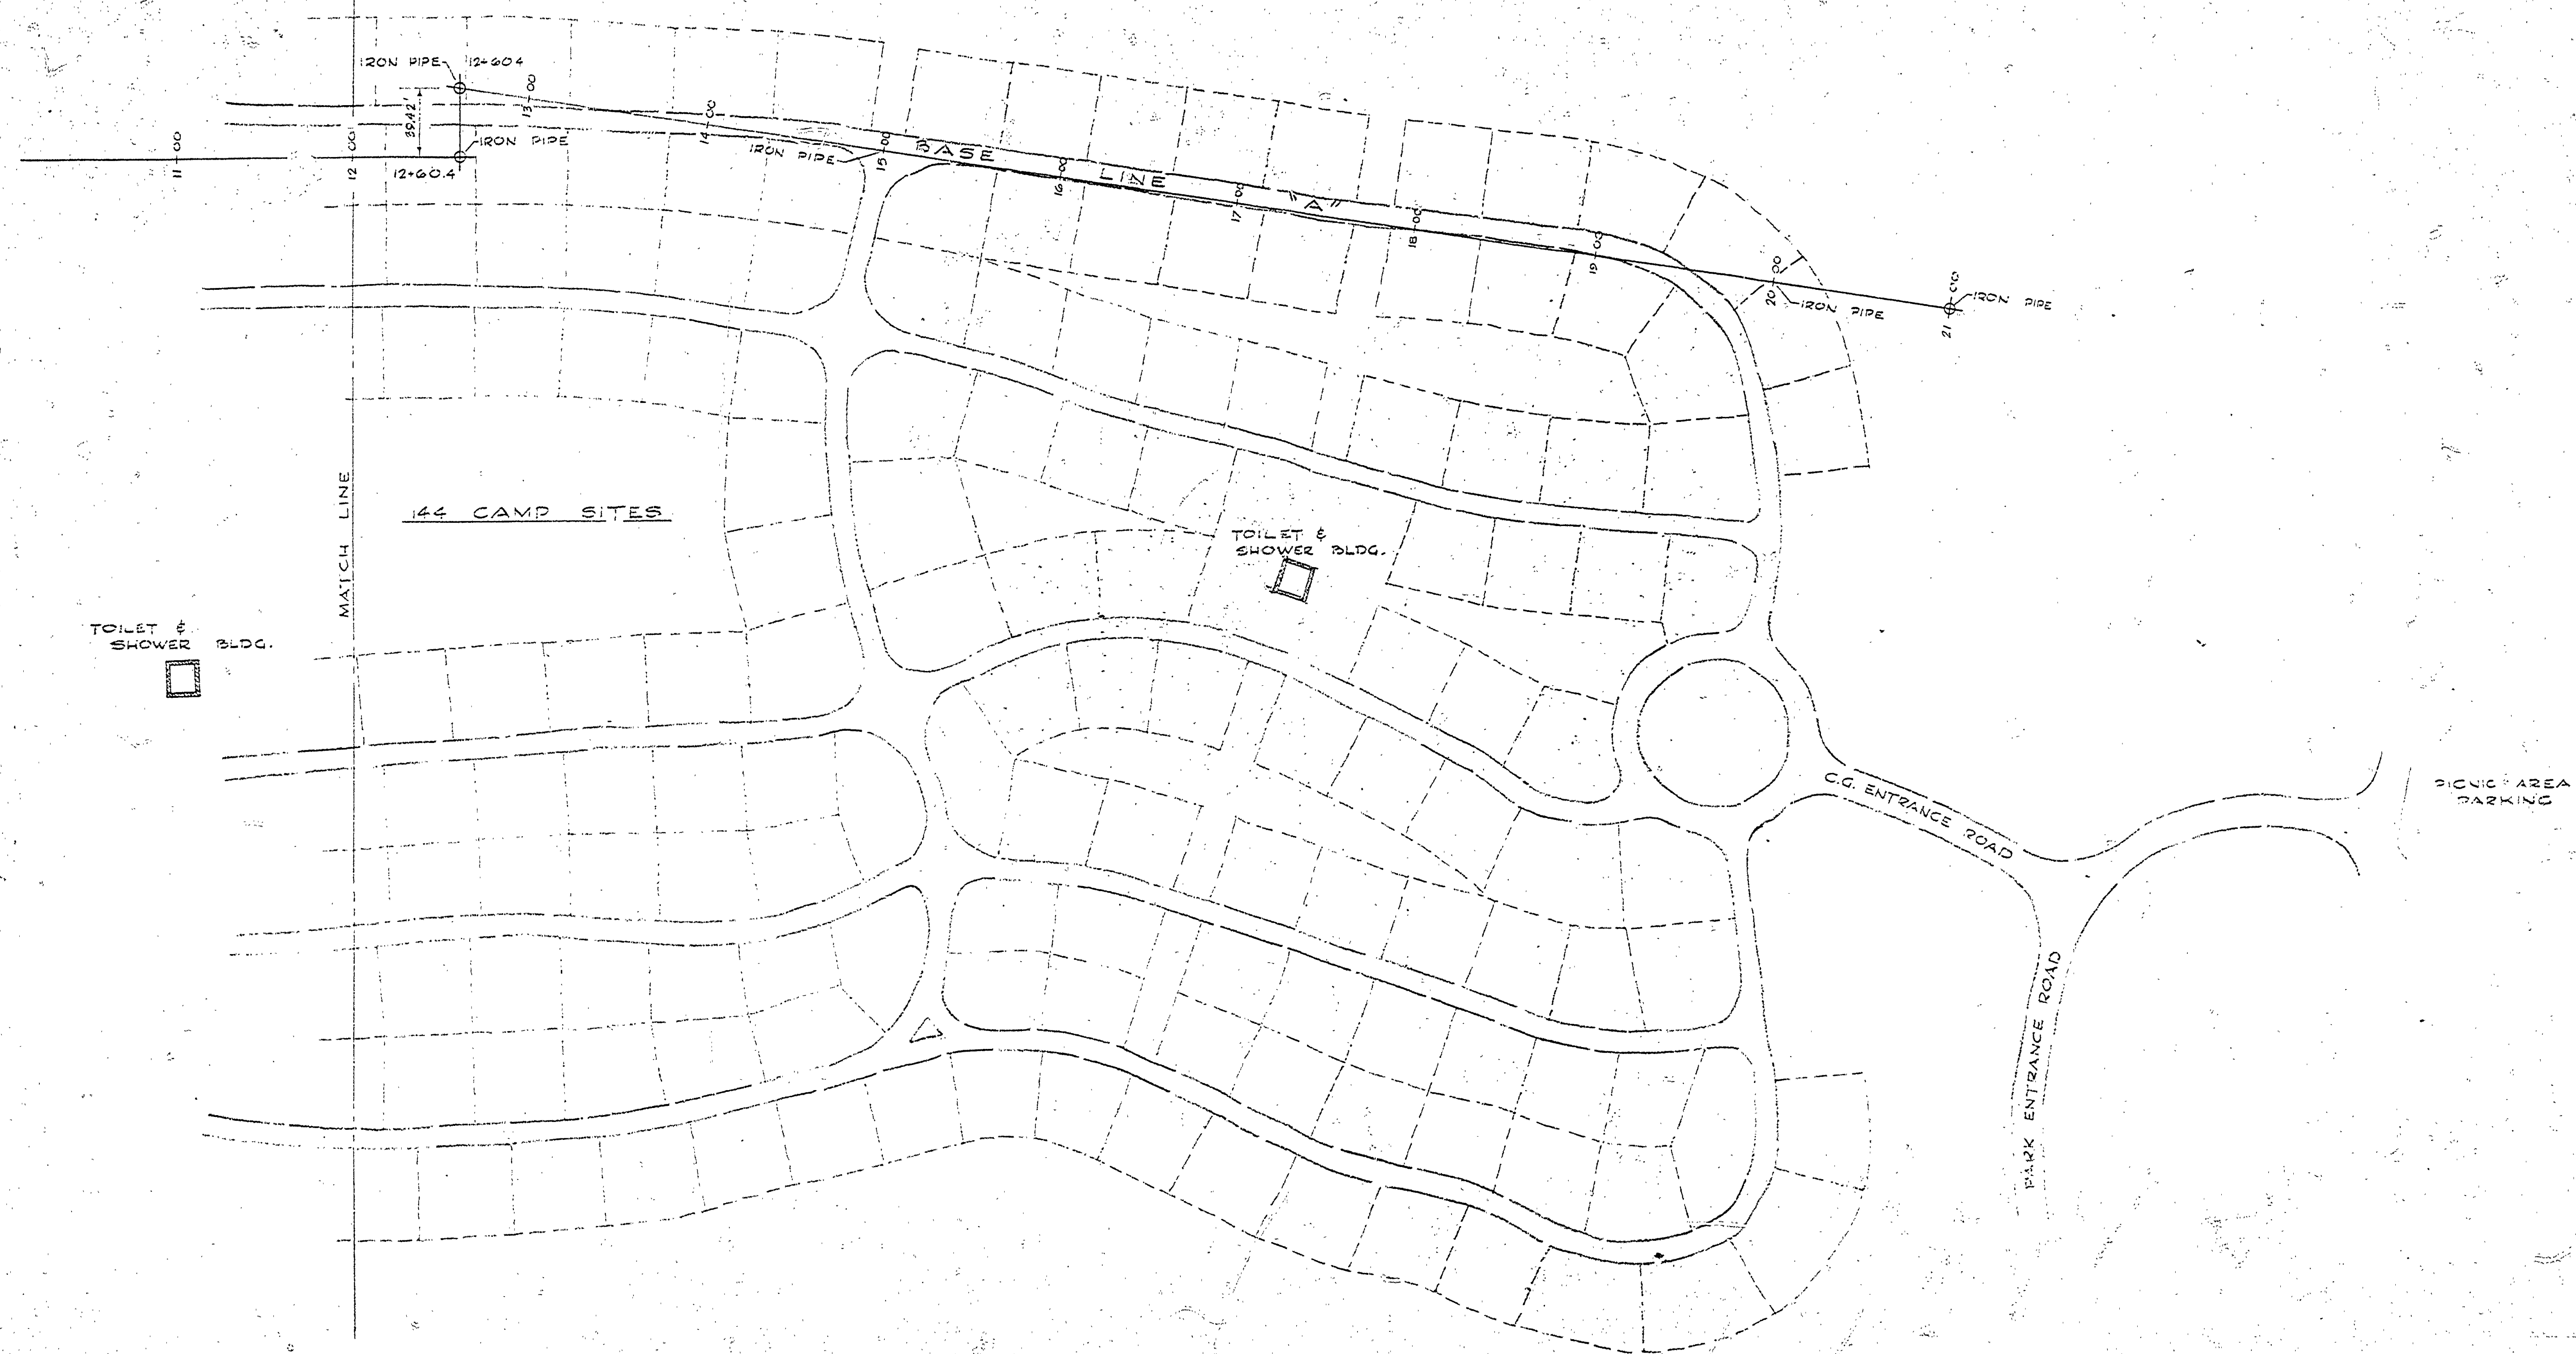 IRON PIPE
12+60.4
13+00
14+00
39.42'
11+00
12+00
12+60.4
IRON PIPE
IRON PIPE
15+00
BASE LINE "A"
16+00
17+00
18+00
19+00
20+00
IRON PIPE
21+00
IRON PIPE
MATCH LINE
144 CAMP SITES
TOILET &
SHOWER BLDG.
TOILET &
SHOWER BLDG.
C.G. ENTRANCE ROAD
PICNIC AREA
PARKING
PARK ENTRANCE ROAD